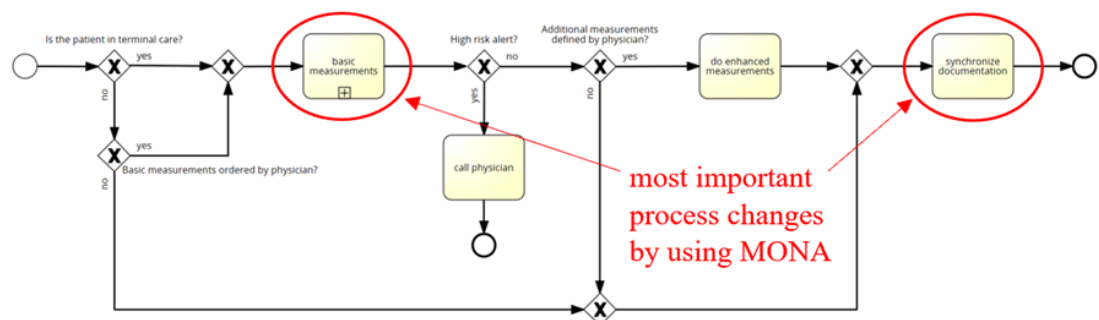 Is the patient in terminal care?
yes
no
yes
Basic measurements ordered by physician?
no
basic
measurements
High risk alert?
no
yes
call physician
Additional measurements
defined by physician?
yes
no
do enhanced
measurements
synchronize
documentation
most important
process changes
by using MONA